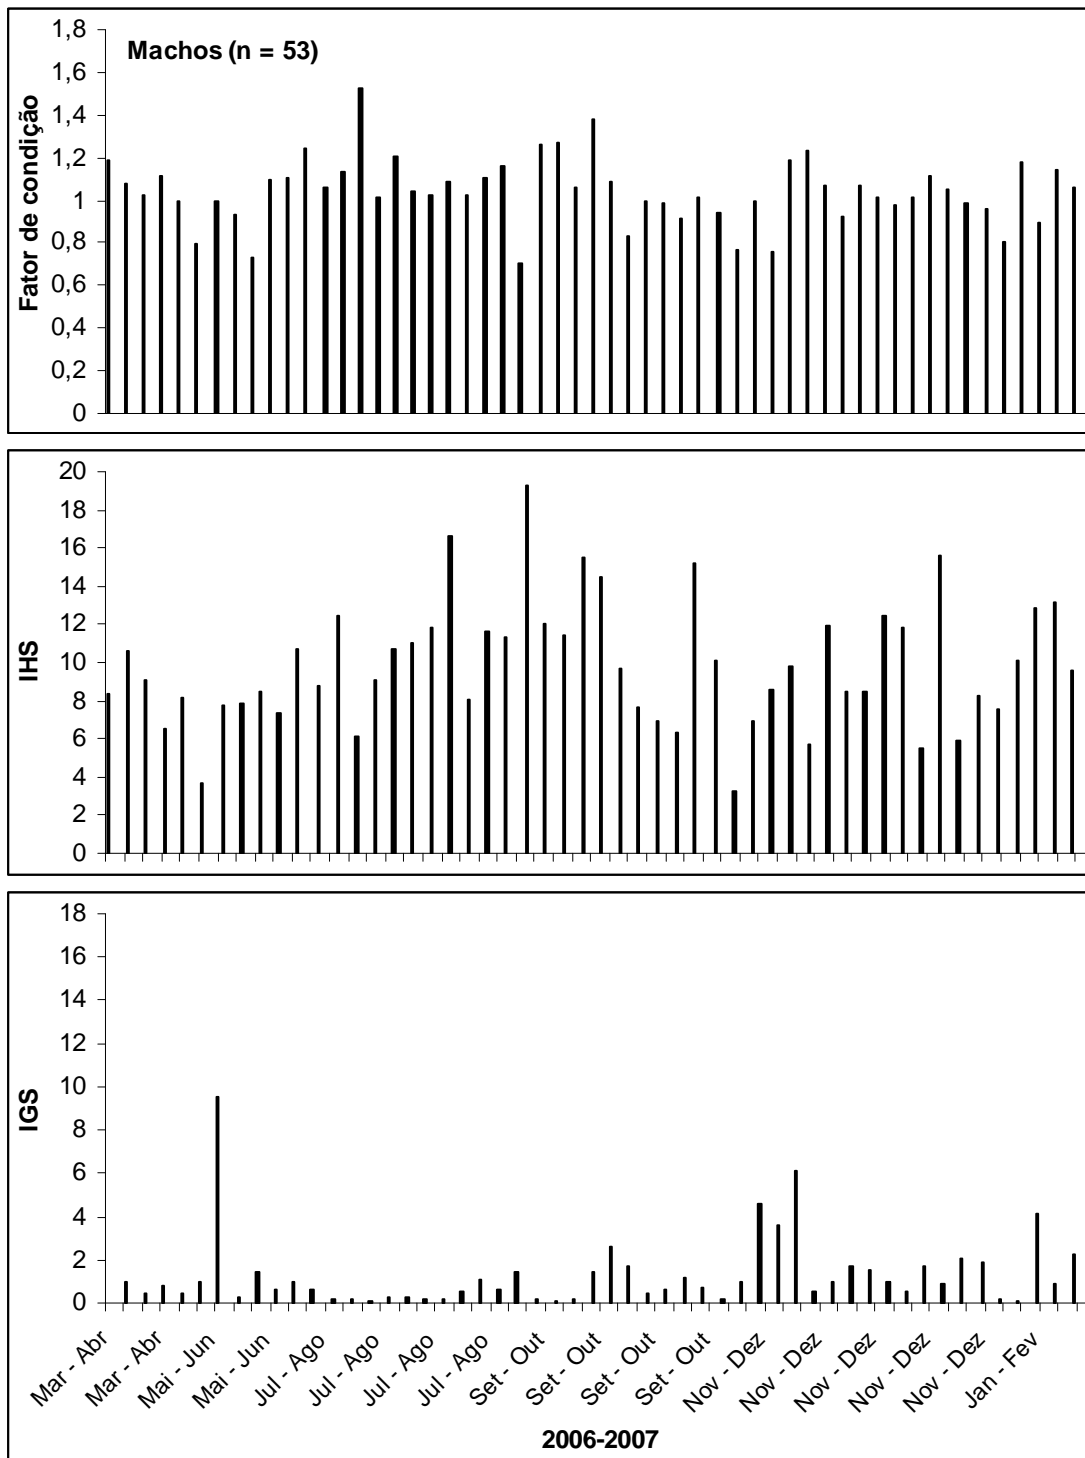 Machos (n = 53)
Fator de condição
1,8
1,6
1,4
1,2
1
0,8
0,6
0,4
0,2
0
IHS
20
18
16
14
12
10
8
6
4
2
0
IGS
18
16
14
12
10
8
6
4
2
0
Mar - Abr
Mar - Abr
Mai - Jun
Mai - Jun
Jul - Ago
Jul - Ago
Jul - Ago
Jul - Ago
Set - Out
Set - Out
Set - Out
Set - Out
Nov - Dez
Nov - Dez
Nov - Dez
Nov - Dez
Nov - Dez
Jan - Fev
2006-2007